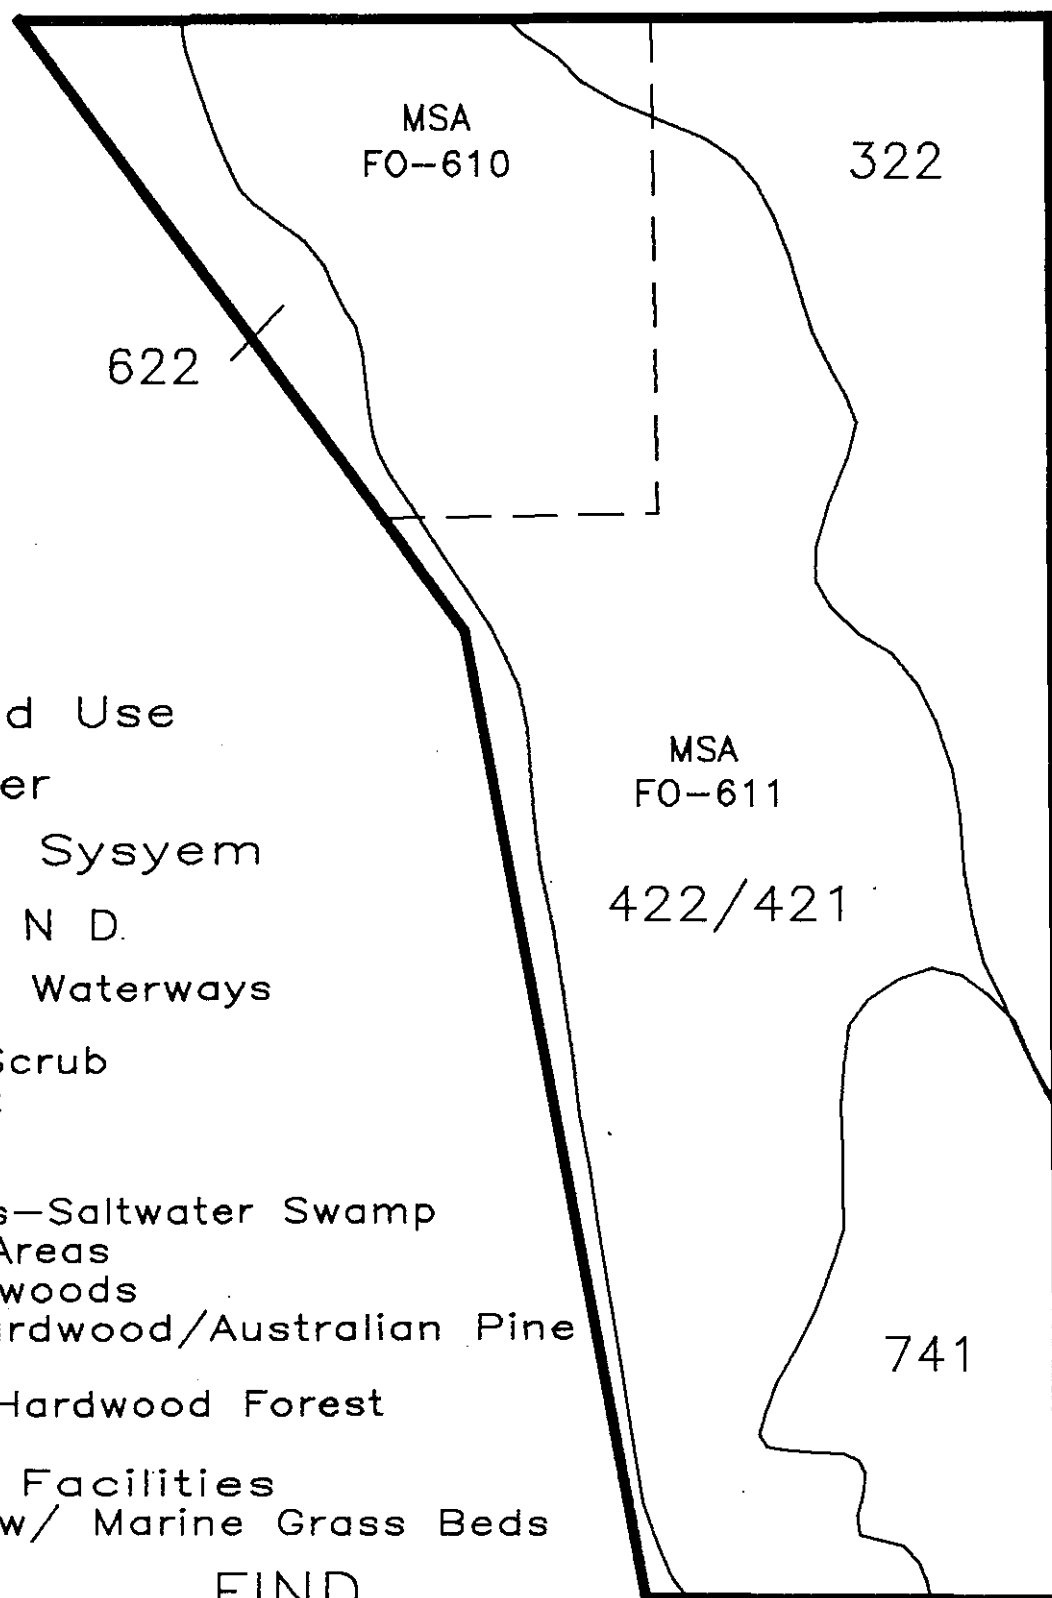 MSA
FO-610
322
622
d Use
er
Sysyem
N D.
Waterways
MSA
FO-611
422/421
Scrub
s-Saltwater Swamp
Areas
woods
rdwood/Australian Pine
741
Hardwood Forest
Facilities
w/ Marine Grass Beds
FIND